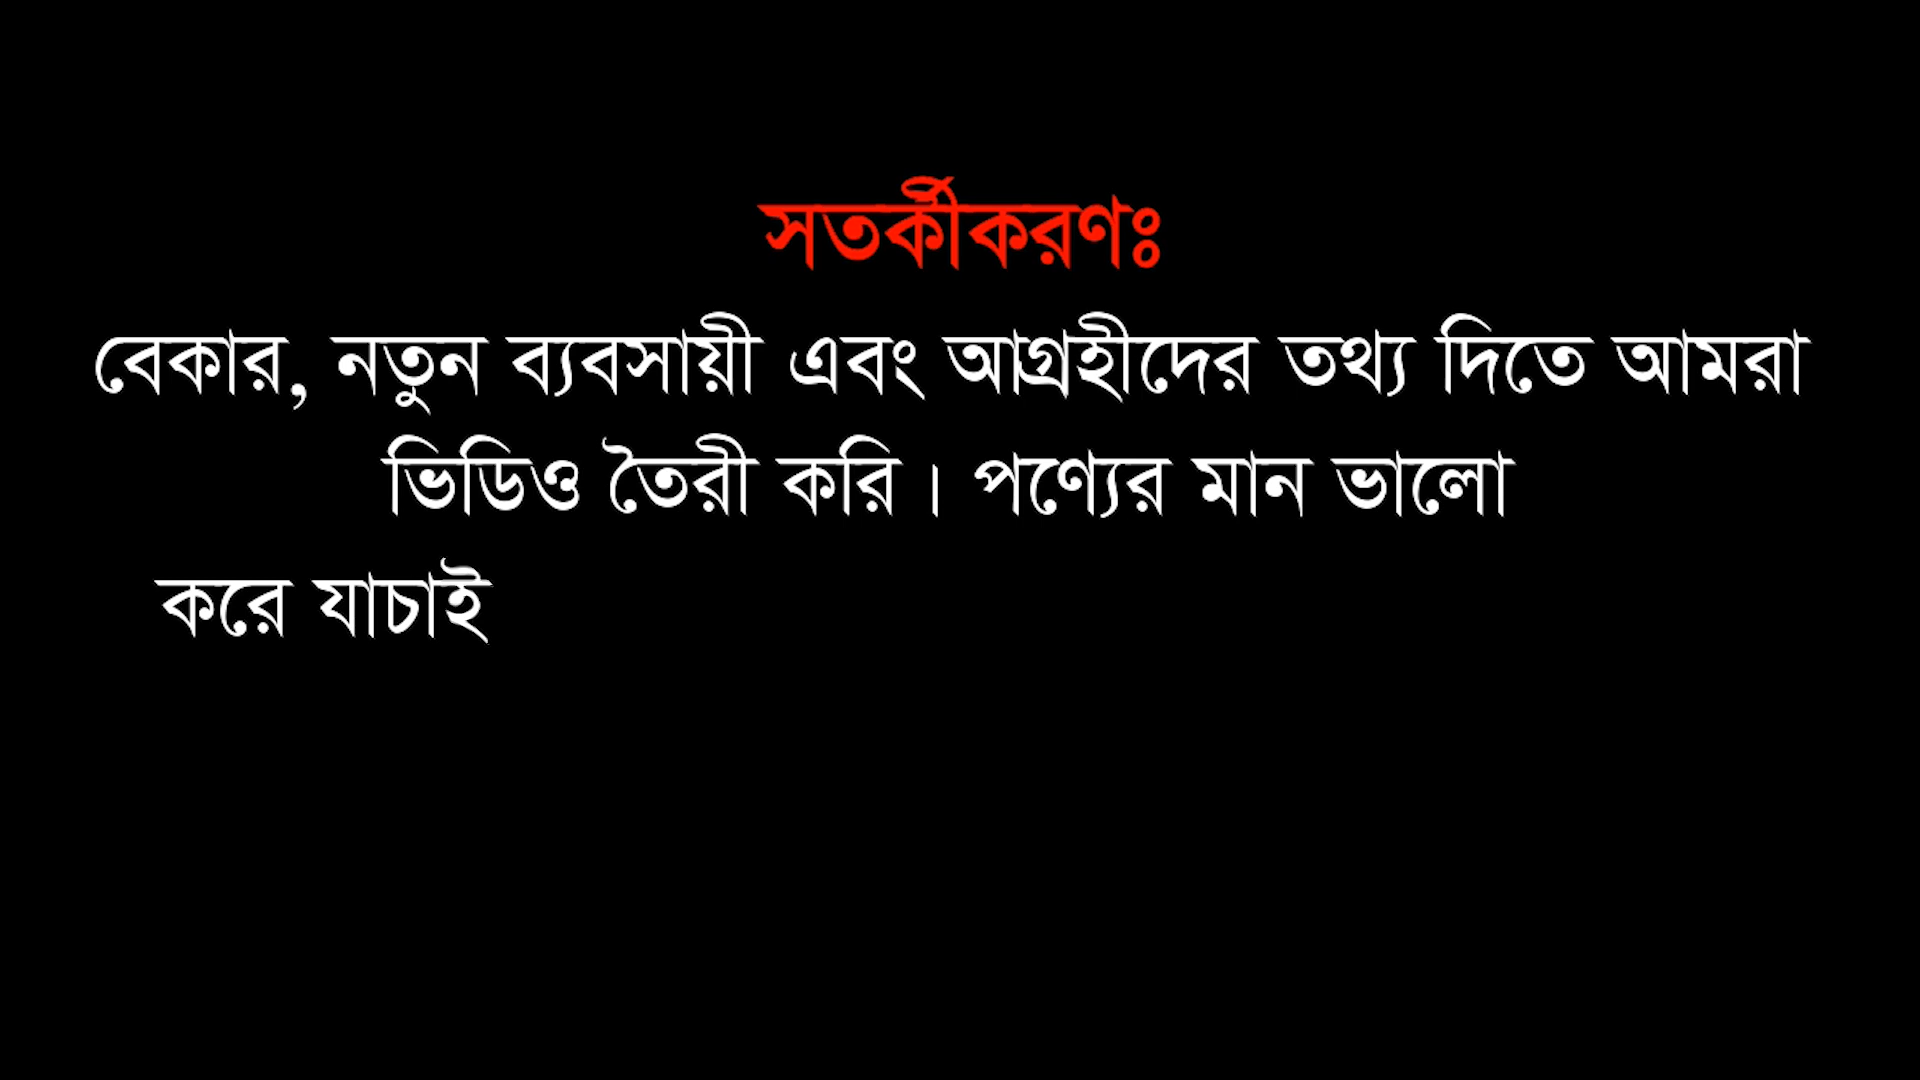 সতর্কীকরণঃ
বেকার, নতুন ব্যবসায়ী এবং আগ্রহীদের তথ্য দিতে আমরা
ভিডিও তৈরী করি। পণ্যের মান ভালো
করে যাচাই